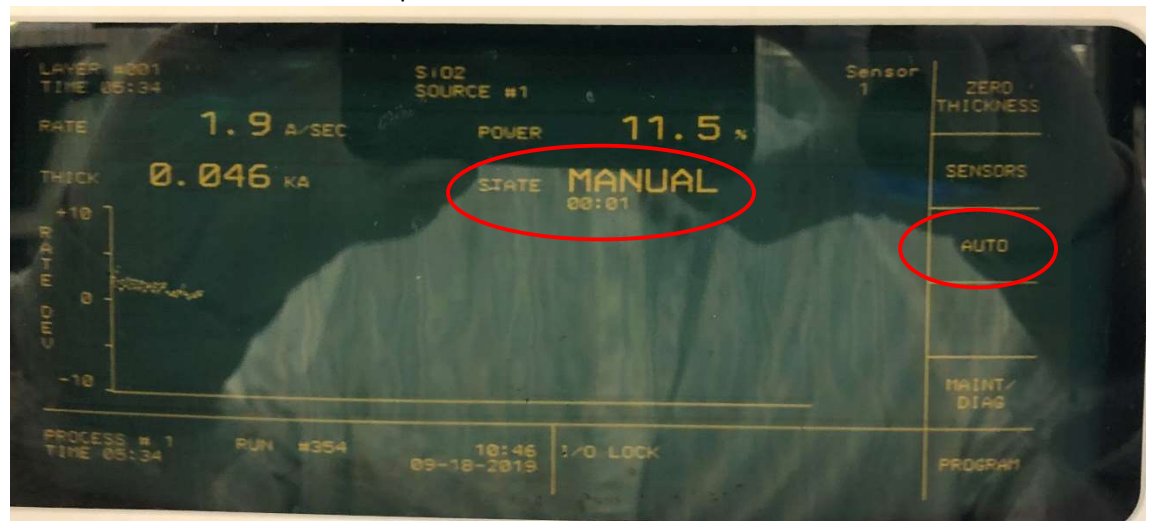 LAYER #001
TIME 05:34
SiO2
SOURCE #1
Sensor
1
ZERO
THICKNESS
RATE 1.9 A/SEC
POWER 11.5 %
THICK 0.046 KA
STATE MANUAL
00:01
SENSORS
AUTO
+10
RATE DEV
0
-10
MAINT/
DIAG
PROCESS # 1
TIME 05:34
RUN #354
10:46
09-18-2019
I/O LOCK
PROGRAM